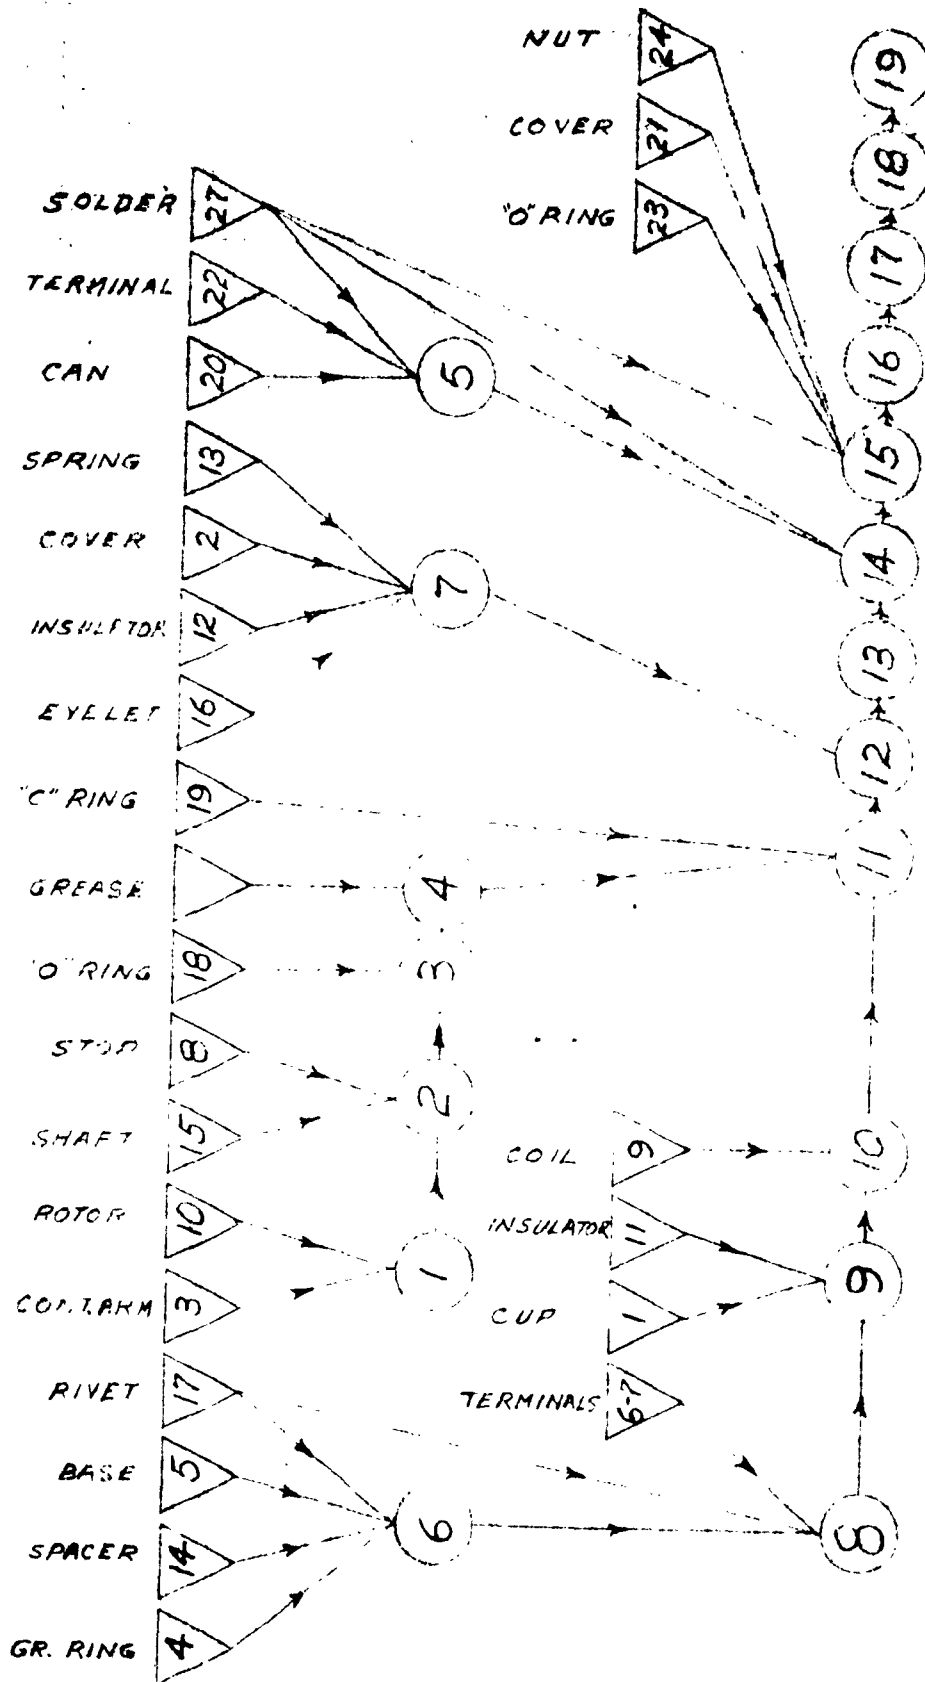 NUT 24
COVER 21
"O" RING 23
SOLDER 27
TERMINAL 22
CAN 20
SPRING 13
COVER 2
INSULATOR 12
EYELET 16
"C" RING 19
GREASE
"O" RING 18
STOP 8
SHAFT 15
ROTOR 10
CONT. ARM 3
RIVET 17
BASE 5
SPACER 14
GR. RING 4
COIL 9
INSULATOR 11
CUP 1
TERMINALS 6-7
5
7
4
3
2
1
6
19
18
17
16
15
14
13
12
11
10
9
8